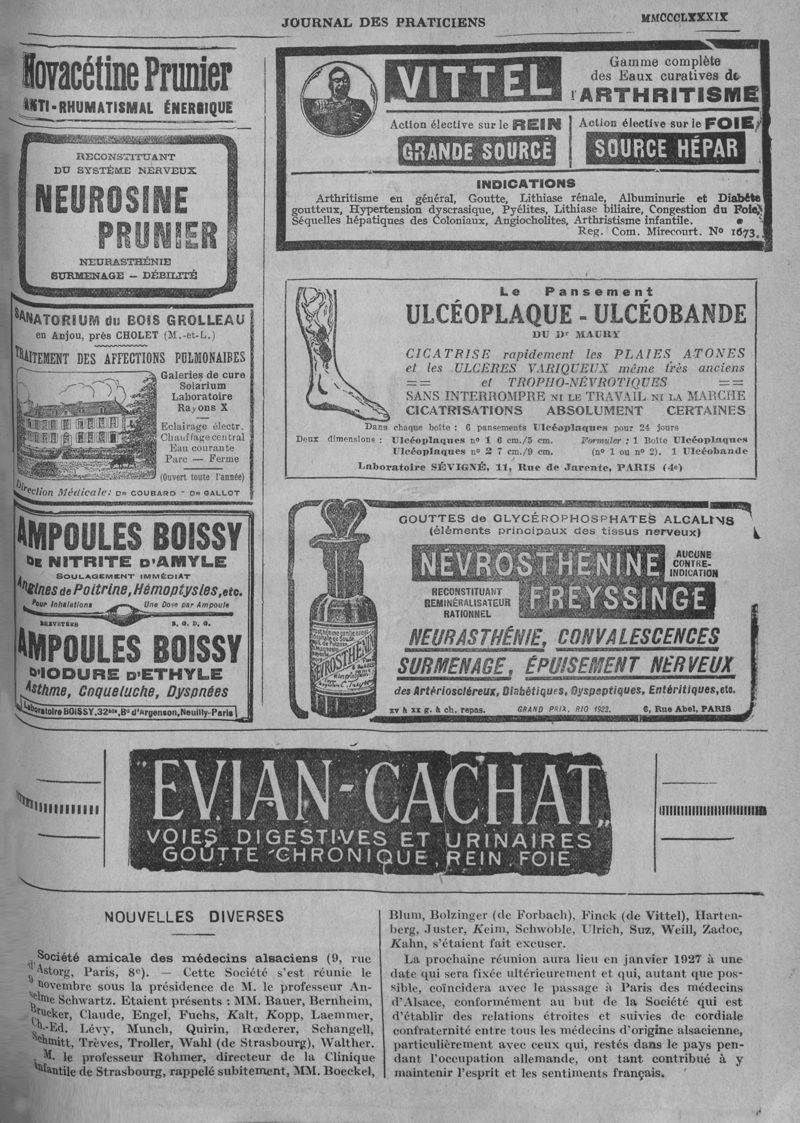 JOURNAL DES PRATICIENS
MMCCCLXXXIX
Novacétine Prunier
ANTI-RHUMATISMAL ÉNERGIQUE
RECONSTITUANT
DU SYSTÈME NERVEUX
NEUROSINE
PRUNIER
NEURASTHÉNIE
SURMENAGE — DÉBILITÉ
SANATORIUM du BOIS GROLLEAU
en Anjou, près CHOLET (M.-et-L.)
TRAITEMENT DES AFFECTIONS PULMONAIRES
Galeries de cure
Solarium
Laboratoire
Rayons X
Eclairage électr.
Chauffage central
Eau courante
Parc — Ferme
(Ouvert toute l'année)
Direction Médicale: Dr COUBARD - Dr GALLOT
AMPOULES BOISSY
DE NITRITE D'AMYLE
SOULAGEMENT IMMÉDIAT
Angines de Poitrine, Hémoptysies, etc.
Pour Inhalations Une Dose par Ampoule
BREVETÉES S. G. D. G.
AMPOULES BOISSY
D'IODURE D'ETHYLE
Asthme, Coqueluche, Dyspnées
Laboratoire BOISSY, 32bis, Bd d'Argenson, Neuilly-Paris
VITTEL
Gamme complète
des Eaux curatives de
l'ARTHRITISME
Action élective sur le REIN
GRANDE SOURCE
Action élective sur le FOIE
SOURCE HÉPAR
INDICATIONS
Arthritisme en général, Goutte, Lithiase rénale, Albuminurie et Diabète
goutteux, Hypertension dyscrasique, Pyélites, Lithiase biliaire, Congestion du Foie,
Séquelles hépatiques des Coloniaux, Angiocholites, Arthristisme infantile.
Reg. Com. Mirecourt. No 1673.
Le Pansement
ULCÉOPLAQUE - ULCÉOBANDE
DU Dr MAURY
CICATRISE rapidement les PLAIES ATONES
et les ULCÈRES VARIQUEUX même très anciens
== et TROPHO-NÉVROTIQUES ==
SANS INTERROMPRE NI LE TRAVAIL NI LA MARCHE
CICATRISATIONS ABSOLUMENT CERTAINES
Dans chaque boîte : 6 pansements Ulcéoplaques pour 24 jours
Deux dimensions : Ulcéoplaques no 1 6 cm./5 cm. Formuler : 1 Boîte Ulcéoplaques
Ulcéoplaques no 2 7 cm./9 cm. (no 1 ou no 2). 1 Ulcéobande
Laboratoire SÉVIGNÉ, 11, Rue de Jarente, PARIS (4e)
GOUTTES de GLYCÉROPHOSPHATES ALCALINS
(éléments principaux des tissus nerveux)
NÉVROSTHÉNINE
AUCUNE
CONTRE-
INDICATION
RECONSTITUANT
REMINÉRALISATEUR
RATIONNEL
FREYSSINGE
NEURASTHÉNIE, CONVALESCENCES
SURMENAGE, ÉPUISEMENT NERVEUX
des Artérioscléreux, Diabétiques, Dyspeptiques, Entéritiques, etc.
XV à XX g. à ch. repas. GRAND PRIX, RIO 1922. 6, Rue Abel, PARIS
"EVIAN-CACHAT"
VOIES DIGESTIVES ET URINAIRES
GOUTTE CHRONIQUE, REIN. FOIE
NOUVELLES DIVERSES
Société amicale des médecins alsaciens (9, rue
d'Astorg, Paris, 8e). — Cette Société s'est réunie le
9 novembre sous la présidence de M. le professeur An-
selme Schwartz. Etaient présents : MM. Bauer, Bernheim,
Brucker, Claude, Engel, Fuchs, Kalt, Kopp, Laemmer,
Ch.-Ed. Lévy, Munch, Quirin, Rœderer, Schangell,
Schmitt, Trèves, Troller, Wahl (de Strasbourg), Walther.
M. le professeur Rohmer, directeur de la Clinique
infantile de Strasbourg, rappelé subitement, MM. Boeckel,
Blum, Bolzinger (de Forbach), Finck (de Vittel), Harten-
berg, Juster, Keim, Schwoble, Ulrich, Suz, Weill, Zadoc,
Kahn, s'étaient fait excuser.
La prochaine réunion aura lieu en janvier 1927 à une
date qui sera fixée ultérieurement et qui, autant que pos-
sible, coïncidera avec le passage à Paris des médecins
d'Alsace, conformément au but de la Société qui est
d'établir des relations étroites et suivies de cordiale
confraternité entre tous les médecins d'origine alsacienne,
particulièrement avec ceux qui, restés dans le pays pen-
dant l'occupation allemande, ont tant contribué à y
maintenir l'esprit et les sentiments français.